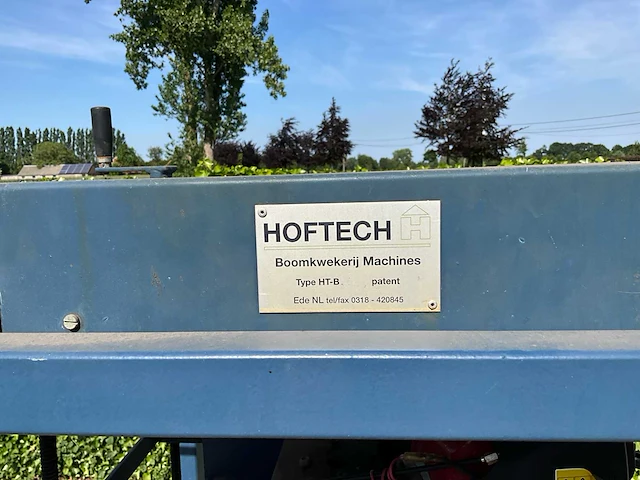 HOFTECH H
Boomkwekerij Machines
Type HT-B. patent
Ede NL tel/fax 0318 - 420845